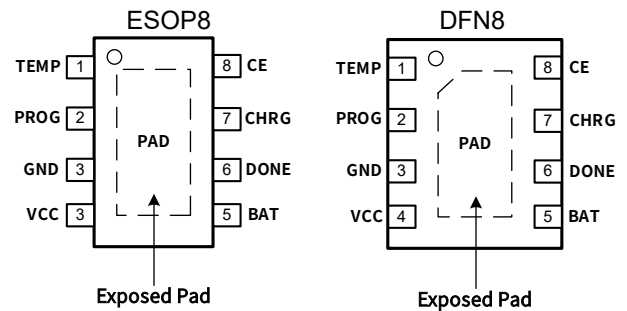 ESOP8 DFN8
TEMP 1 8 CE TEMP 1 8 CE
PROG 2 7 CHRG PROG 2 7 CHRG
PAD PAD
GND 3 6 DONE GND 3 6 DONE
VCC 3 5 BAT VCC 4 5 BAT
Exposed Pad Exposed Pad